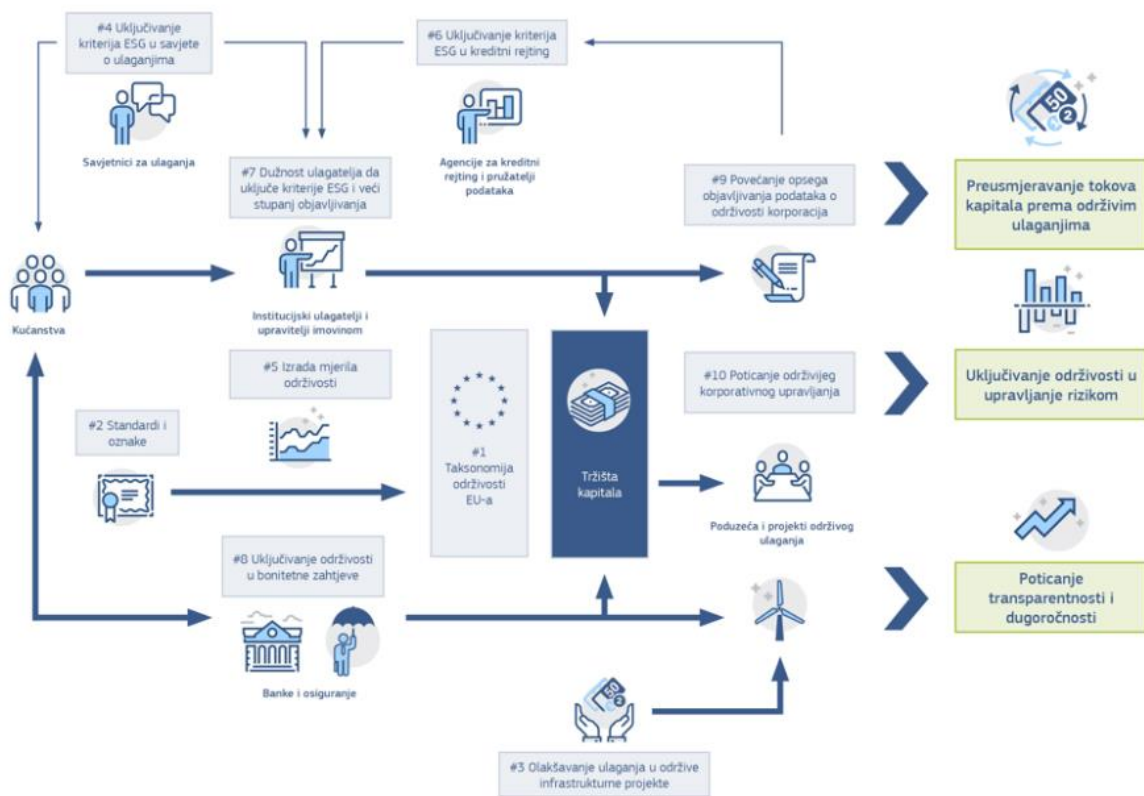 #4 Uključivanje
kriterija ESG u savjete
o ulaganjima
Savjetnici za ulaganja
#6 Uključivanje kriterija
ESG u kreditni rejting
Agencije za kreditni
rejting i pružatelji
podataka
#7 Dužnost ulagatelja da
uključe kriterije ESG i veći
stupanj objavljivanja
Institucijski ulagatelji i
upravitelji imovinom
#9 Povećanje opsega
objavljivanja podataka o
održivosti korporacija
50
2
Preusmjeravanje tokova
kapitala prema održivim
ulaganjima
Kućanstva
#5 Izrada mjerila
održivosti
#2 Standardi i
oznake
#1
Taksonomija
održivosti
EU-a
Tržišta
kapitala
#10 Poticanje održivijeg
korporativnog upravljanja
Uključivanje održivosti u
upravljanje rizikom
Poduzeća i projekti održivog
ulaganja
#8 Uključivanje održivosti
u bonitetne zahtjeve
Banke i osiguranje
Poticanje
transparentnosti i
dugoročnosti
50
2
#3 Olakšavanje ulaganja u održive
infrastrukturne projekte